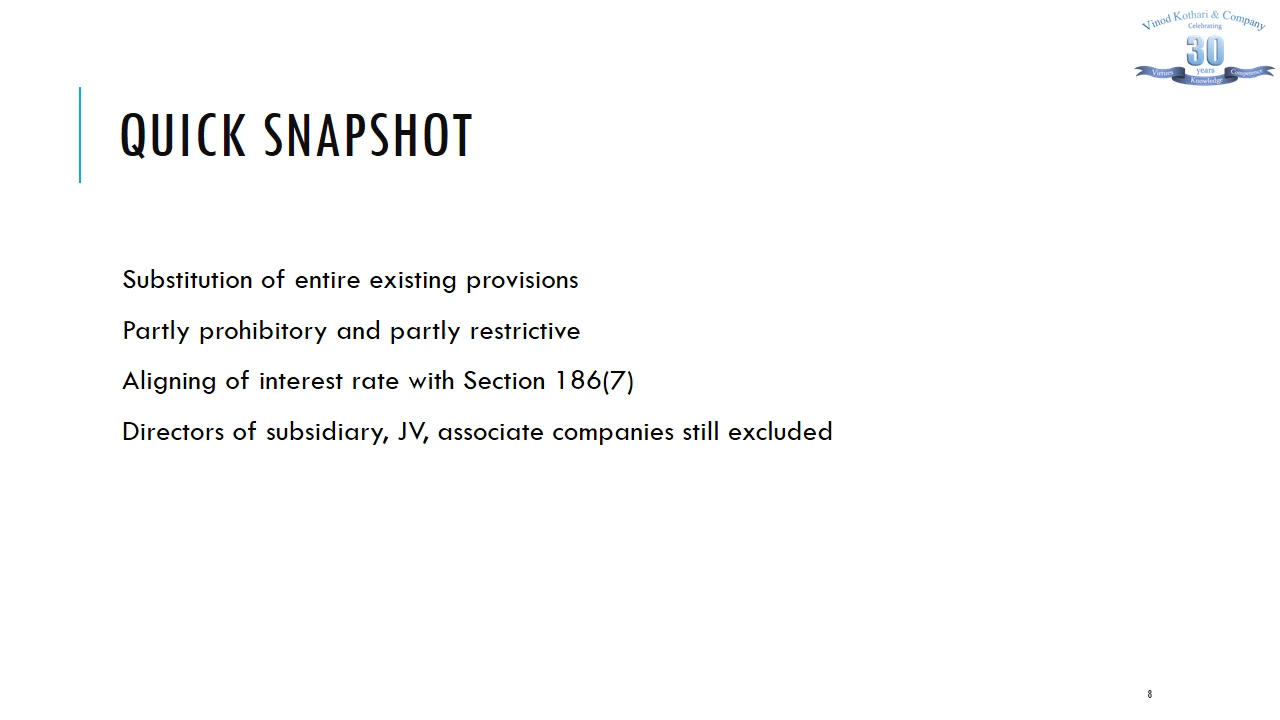 Vinod Kothari & Company
Celebrating
30
years
Virtues
Knowledge
Competence
QUICK SNAPSHOT
Substitution of entire existing provisions
Partly prohibitory and partly restrictive
Aligning of interest rate with Section 186(7)
Directors of subsidiary, JV, associate companies still excluded
8